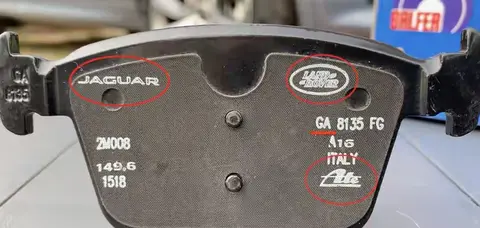 GALFER
GA
8135
JAGUAR
LAND
ROVER
GA 8135 FG
A16
ITALY
Ate
2M008
149.6
1518